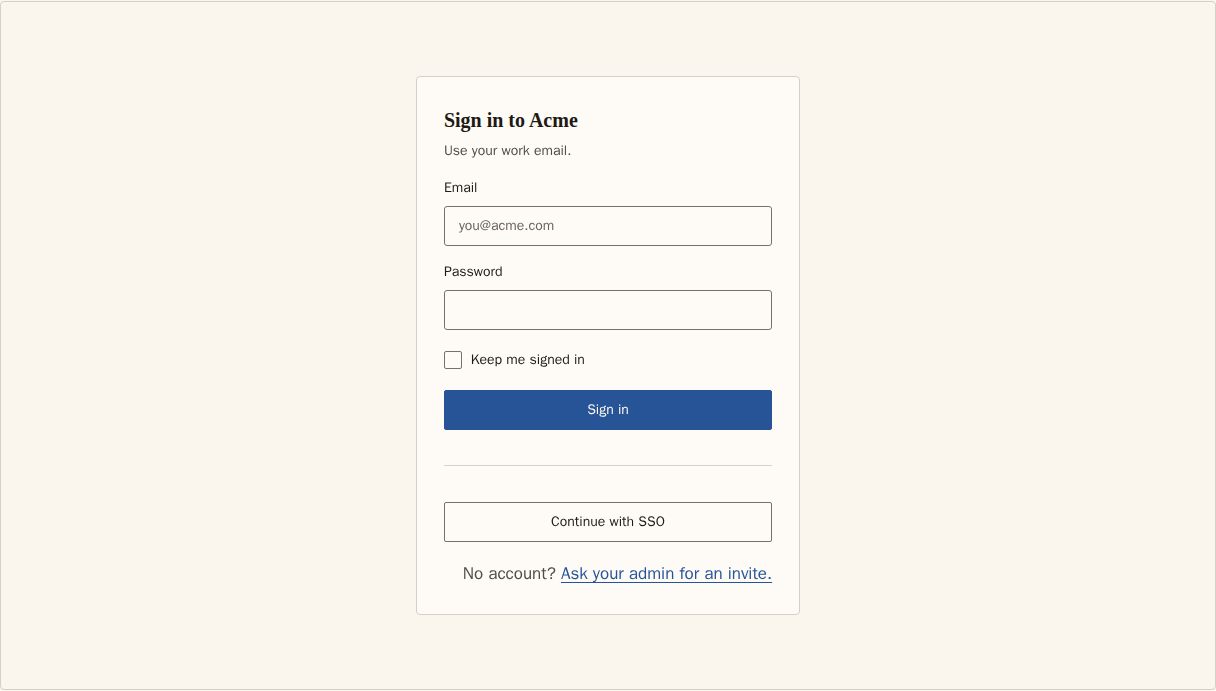 Sign in to Acme
Use your work email.
Email
you@acme.com
Password
Keep me signed in
Sign in
Continue with SSO
No account? Ask your admin for an invite.